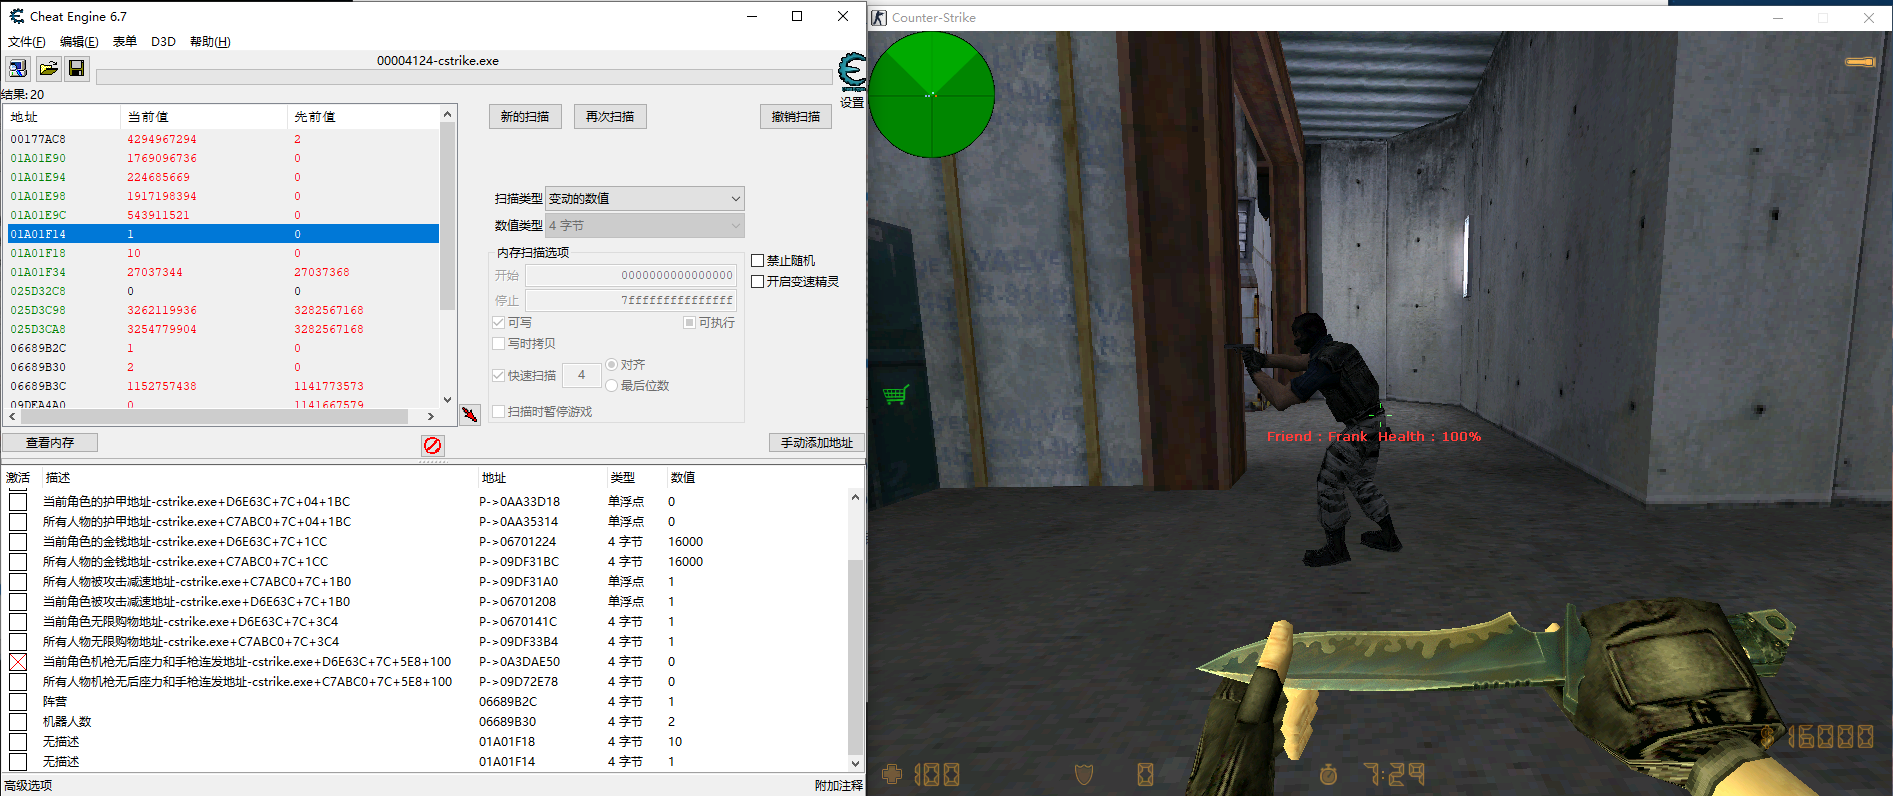 Cheat Engine 6.7
文件(F) 编辑(E) 表单 D3D 帮助(H)
00004124-cstrike.exe
设置
结果: 20
地址 当前值 先前值
00177AC8 4294967294 2
01A01E90 1769096736 0
01A01E94 224685669 0
01A01E98 1917198394 0
01A01E9C 543911521 0
01A01F14 1 0
01A01F18 10 0
01A01F34 27037344 27037368
025D32C8 0 0
025D3C98 3262119936 3282567168
025D3CA8 3254779904 3282567168
06689B2C 1 0
06689B30 2 0
06689B3C 1152757438 1141773573
09DEA4A0 0 1141667579
新的扫描 再次扫描 撤销扫描
扫描类型 变动的数值
数值类型 4 字节
内存扫描选项
开始 0000000000000000
停止 7fffffffffffffff
可写 可执行
写时拷贝
快速扫描 4 对齐
最后位数
扫描时暂停游戏
禁止随机
开启变速精灵
查看内存 手动添加地址
激活 描述 地址 类型 数值
当前角色的护甲地址-cstrike.exe+D6E63C+7C+04+1BC P->0AA33D18 单浮点 0
所有人物的护甲地址-cstrike.exe+C7ABC0+7C+04+1BC P->0AA35314 单浮点 0
当前角色的金钱地址-cstrike.exe+D6E63C+7C+1CC P->06701224 4 字节 16000
所有人物的金钱地址-cstrike.exe+C7ABC0+7C+1CC P->09DF31BC 4 字节 16000
所有人物被攻击减速地址-cstrike.exe+C7ABC0+7C+1B0 P->09DF31A0 单浮点 1
当前角色被攻击减速地址-cstrike.exe+D6E63C+7C+1B0 P->06701208 单浮点 1
当前角色无限购物地址-cstrike.exe+D6E63C+7C+3C4 P->0670141C 4 字节 1
所有人物无限购物地址-cstrike.exe+C7ABC0+7C+3C4 P->09DF33B4 4 字节 1
当前角色机枪无后座力和手枪连发地址-cstrike.exe+D6E63C+7C+5E8+100 P->0A3DAE50 4 字节 0
所有人物机枪无后座力和手枪连发地址-cstrike.exe+C7ABC0+7C+5E8+100 P->09D72E78 4 字节 0
阵营 06689B2C 4 字节 1
机器人数 06689B30 4 字节 2
无描述 01A01F18 4 字节 10
无描述 01A01F14 4 字节 1
高级选项 附加注释
Counter-Strike
Friend : Frank Health : 100%
$ 16000
100 0 7:29